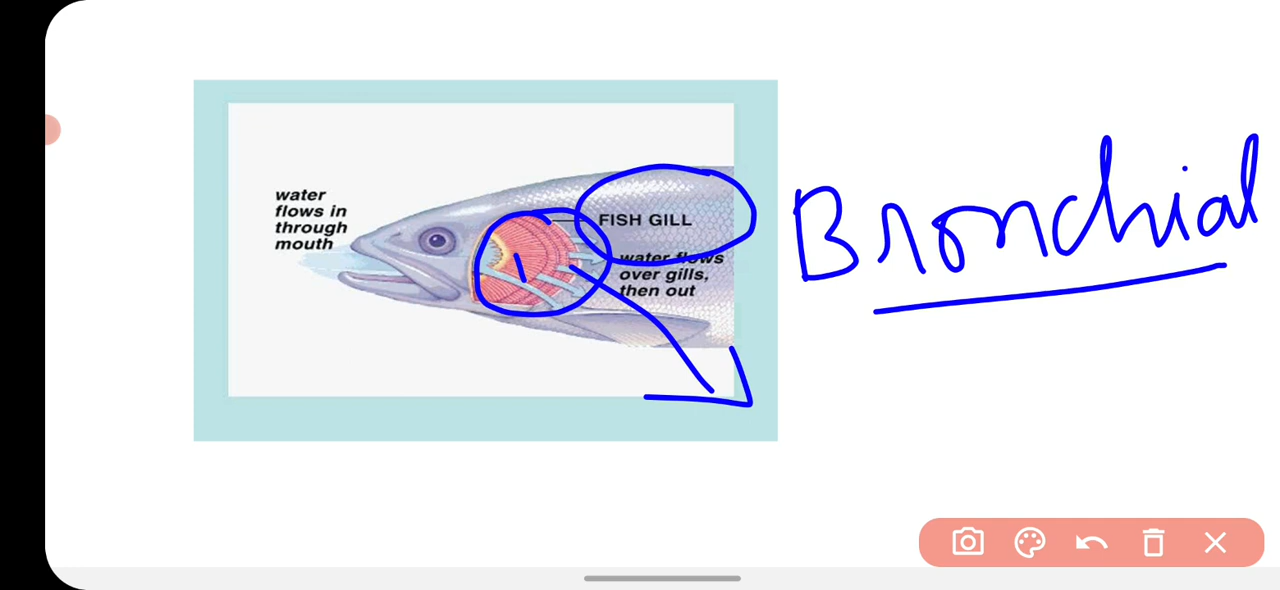 water
flows in
through
mouth
FISH GILL
water flows
over gills,
then out
Bronchial